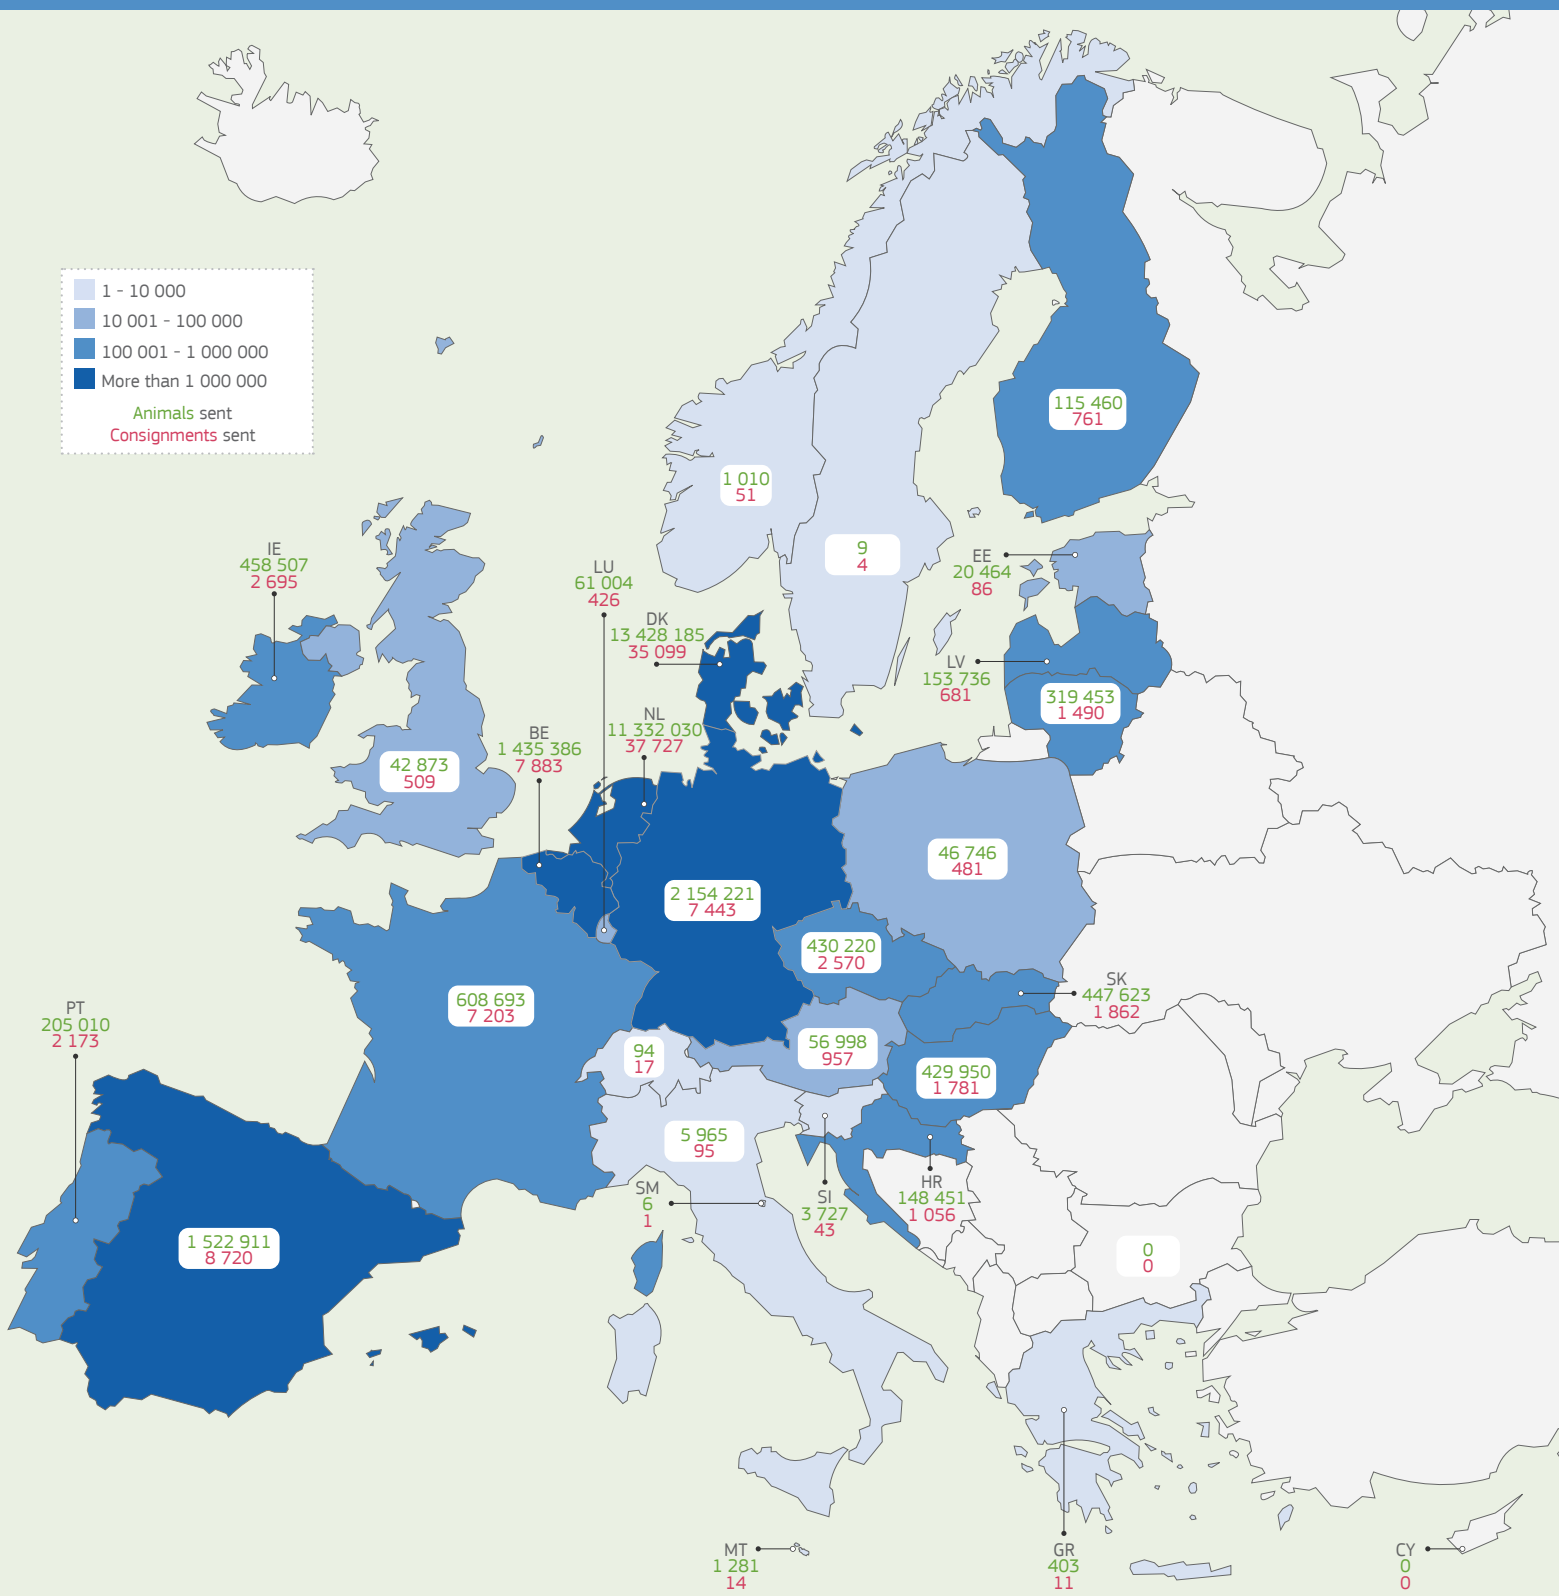 1 - 10 000
10 001 - 100 000
100 001 - 1 000 000
More than 1 000 000
Animals sent
Consignments sent
115 460
761
1 010
51
9
4
IE
458 507
2 695
EE
20 464
86
LU
61 004
426
DK
13 428 185
35 099
LV
153 736
681
319 453
1 490
NL
11 332 030
37 727
BE
1 435 386
7 883
42 873
509
46 746
481
2 154 221
7 443
430 220
2 570
SK
447 623
1 862
608 693
7 203
PT
205 010
2 173
94
17
56 998
957
429 950
1 781
5 965
95
SM
6
1
SI
3 727
43
HR
148 451
1 056
1 522 911
8 720
0
0
MT
1 281
14
GR
403
11
CY
0
0